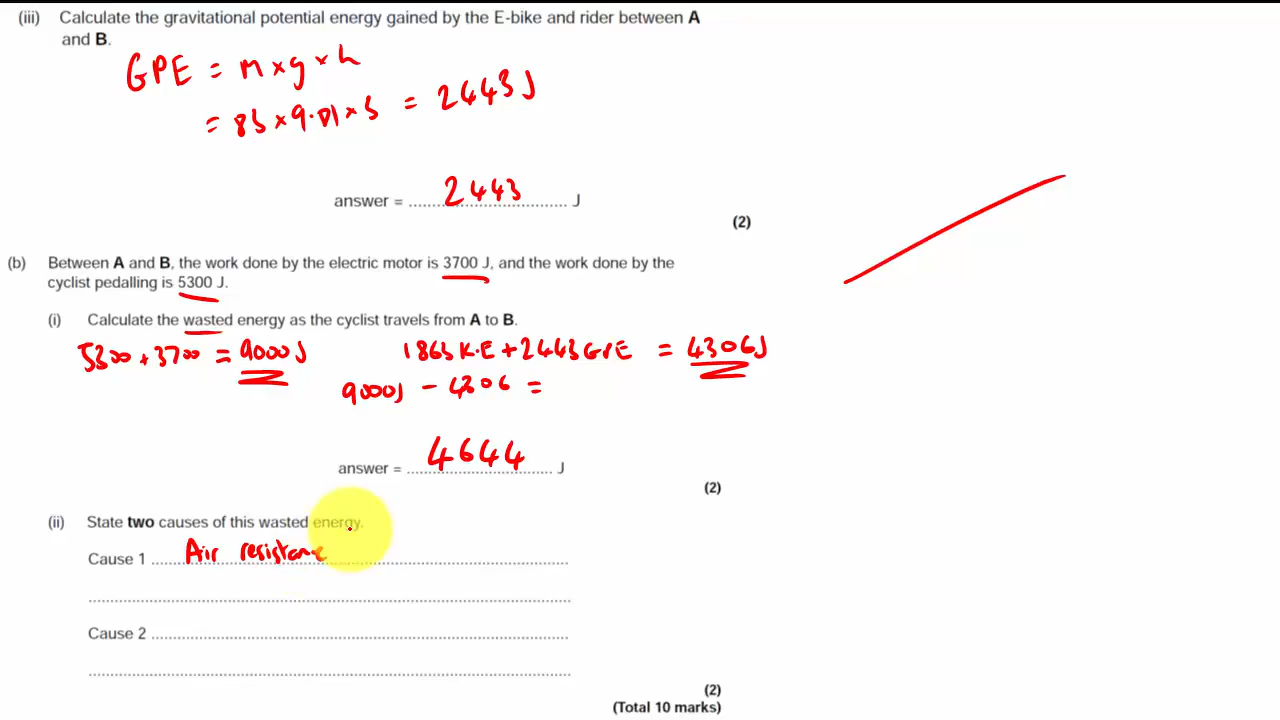 (iii) Calculate the gravitational potential energy gained by the E-bike and rider between A
and B.
GPE = m × g × h
= 85 × 9.81 × 3 = 2443 J
answer = 2443 J
(2)
(b) Between A and B, the work done by the electric motor is 3700 J, and the work done by the
cyclist pedalling is 5300 J.
(i) Calculate the wasted energy as the cyclist travels from A to B.
5300 + 3700 = 9000J 1863 K.E + 2443 GPE = 4306J
9000J - 4306 =
answer = 4644 J
(2)
(ii) State two causes of this wasted energy.
Cause 1 Air resistance
Cause 2
(2)
(Total 10 marks)